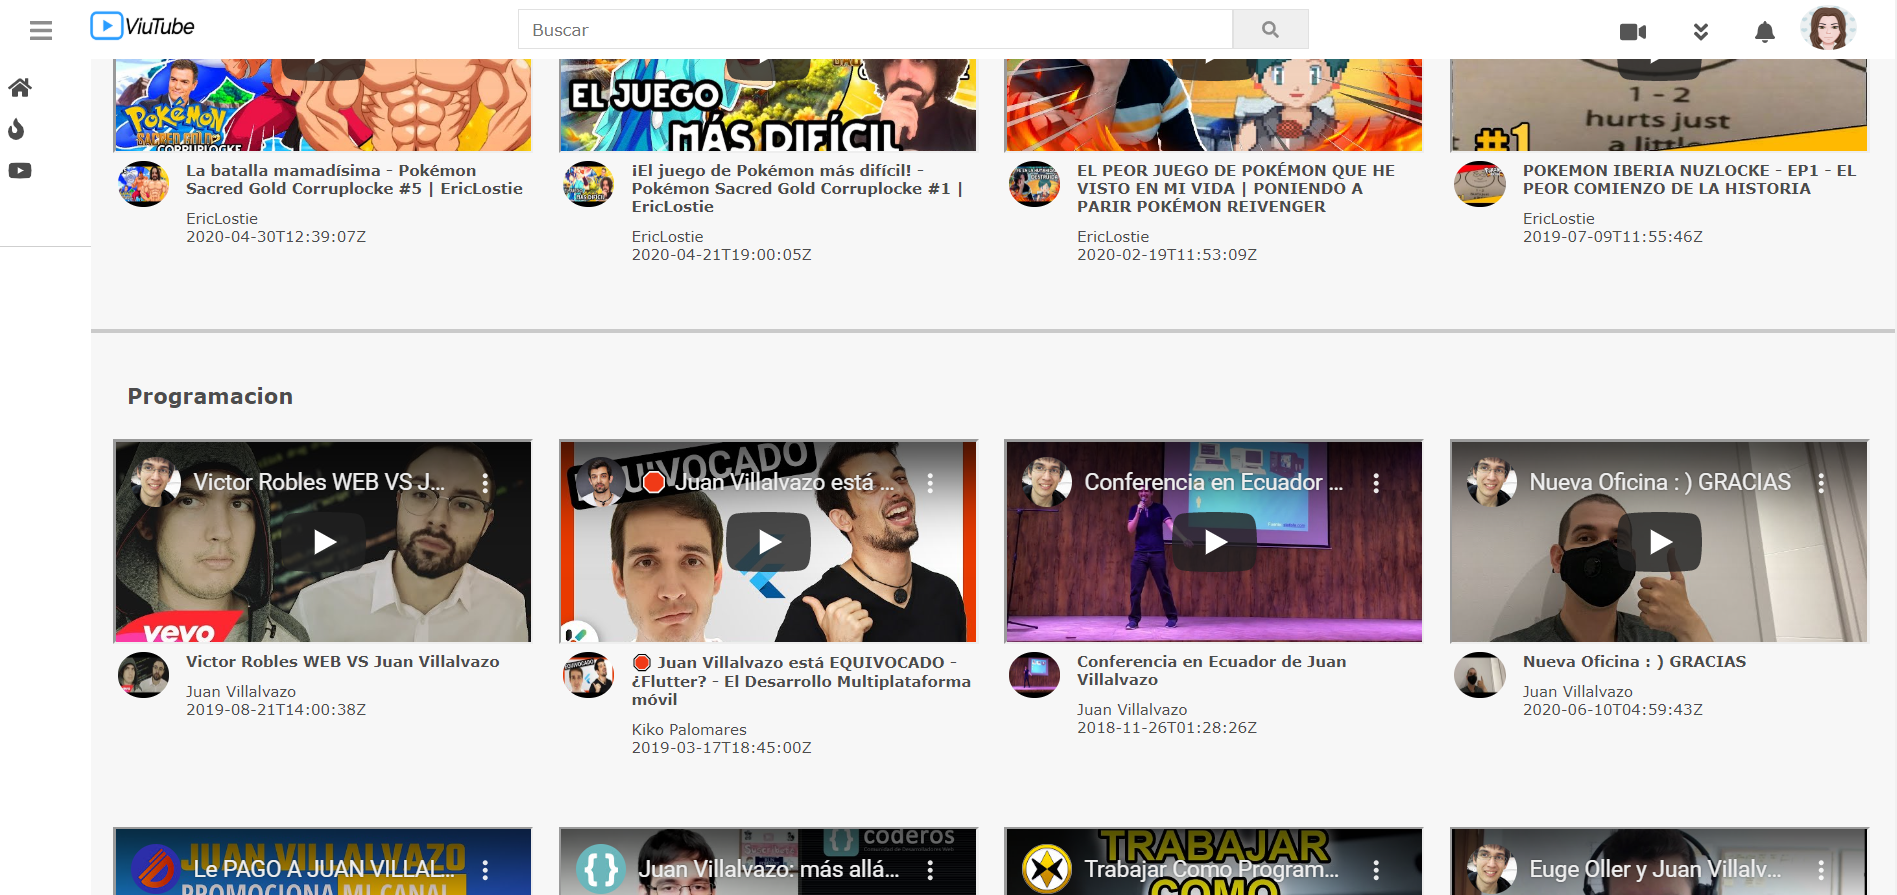 ViuTube
Buscar
Pokémon
SACRED GOLD
CORRUPLOCKE
EL JUEGO
MÁS DIFÍCIL
1 - 2
hurts just
a little
#1
La batalla mamadísima - Pokémon
Sacred Gold Corruplocke #5 | EricLostie
EricLostie
2020-04-30T12:39:07Z
¡El juego de Pokémon más difícil! -
Pokémon Sacred Gold Corruplocke #1 |
EricLostie
EricLostie
2020-04-21T19:00:05Z
EL PEOR JUEGO DE POKÉMON QUE HE
VISTO EN MI VIDA | PONIENDO A
PARIR POKÉMON REIVENGER
EricLostie
2020-02-19T11:53:09Z
POKEMON IBERIA NUZLOCKE - EP1 - EL
PEOR COMIENZO DE LA HISTORIA
EricLostie
2019-07-09T11:55:46Z
Programacion
Victor Robles WEB VS J...
vevo
UIVOCADO
🛑 Juan Villalvazo está ...
Conferencia en Ecuador ...
Nueva Oficina : ) GRACIAS
Victor Robles WEB VS Juan Villalvazo
Juan Villalvazo
2019-08-21T14:00:38Z
🛑 Juan Villalvazo está EQUIVOCADO -
¿Flutter? - El Desarrollo Multiplataforma
móvil
Kiko Palomares
2019-03-17T18:45:00Z
Conferencia en Ecuador de Juan
Villalvazo
Juan Villalvazo
2018-11-26T01:28:26Z
Nueva Oficina : ) GRACIAS
Juan Villalvazo
2020-06-10T04:59:43Z
JUAN VILLALVAZO
Le PAGO A JUAN VILLAL...
PROMOCIONA MI CANAL
{} coderos
Juan Villalvazo: más allá...
TRABAJAR
Trabajar Como Program...
COMO
Euge Oller y Juan Villalv...